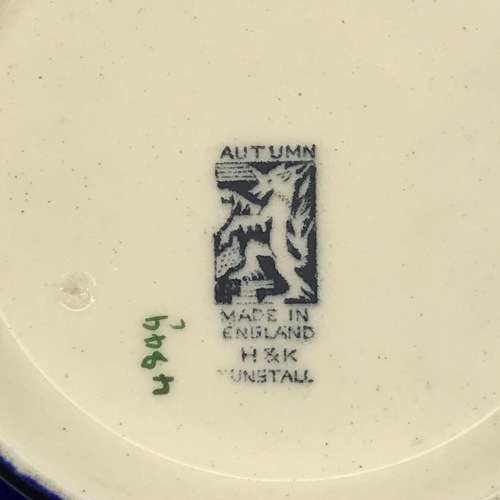 AUTUMN
MADE IN
ENGLAND
H & K
TUNSTALL